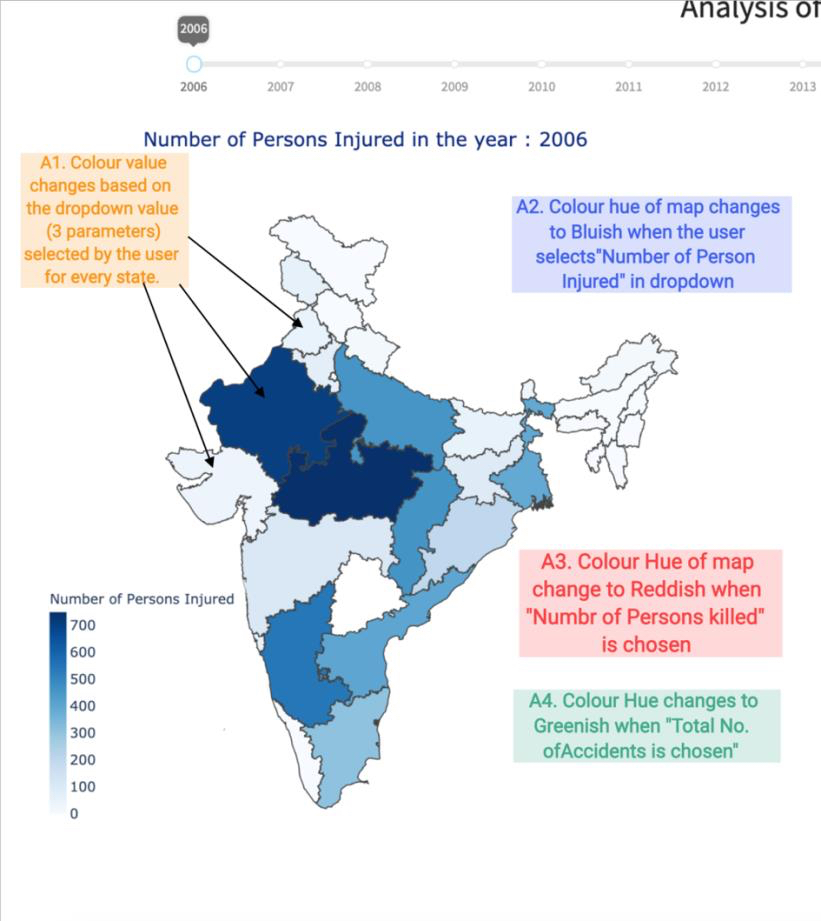 Analysis of
2006
2006 2007 2008 2009 2010 2011 2012 2013
Number of Persons Injured in the year : 2006
A1. Colour value
changes based on
the dropdown value
(3 parameters)
selected by the user
for every state.
A2. Colour hue of map changes
to Bluish when the user
selects"Number of Person
Injured" in dropdown
A3. Colour Hue of map
change to Reddish when
"Numbr of Persons killed"
is chosen
A4. Colour Hue changes to
Greenish when "Total No.
ofAccidents is chosen"
Number of Persons Injured
700
600
500
400
300
200
100
0